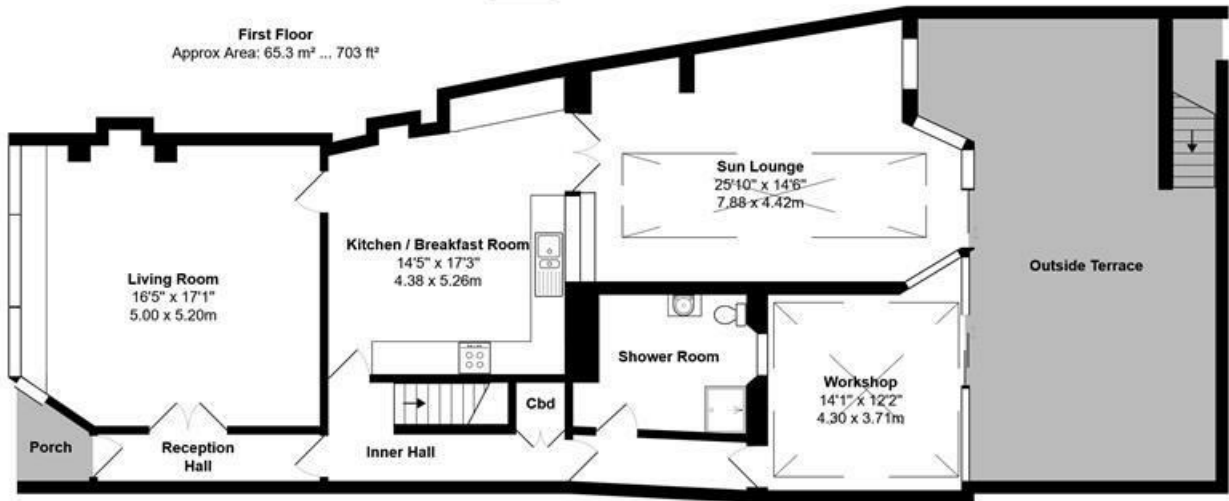 First Floor
Approx Area: 65.3 m² ... 703 ft²
Sun Lounge
25'10" x 14'6"
7.88 x 4.42m
Kitchen / Breakfast Room
14'5" x 17'3"
4.38 x 5.26m
Living Room
16'5" x 17'1"
5.00 x 5.20m
Outside Terrace
Shower Room
Workshop
14'1" x 12'2"
4.30 x 3.71m
Cbd
Porch
Reception
Hall
Inner Hall